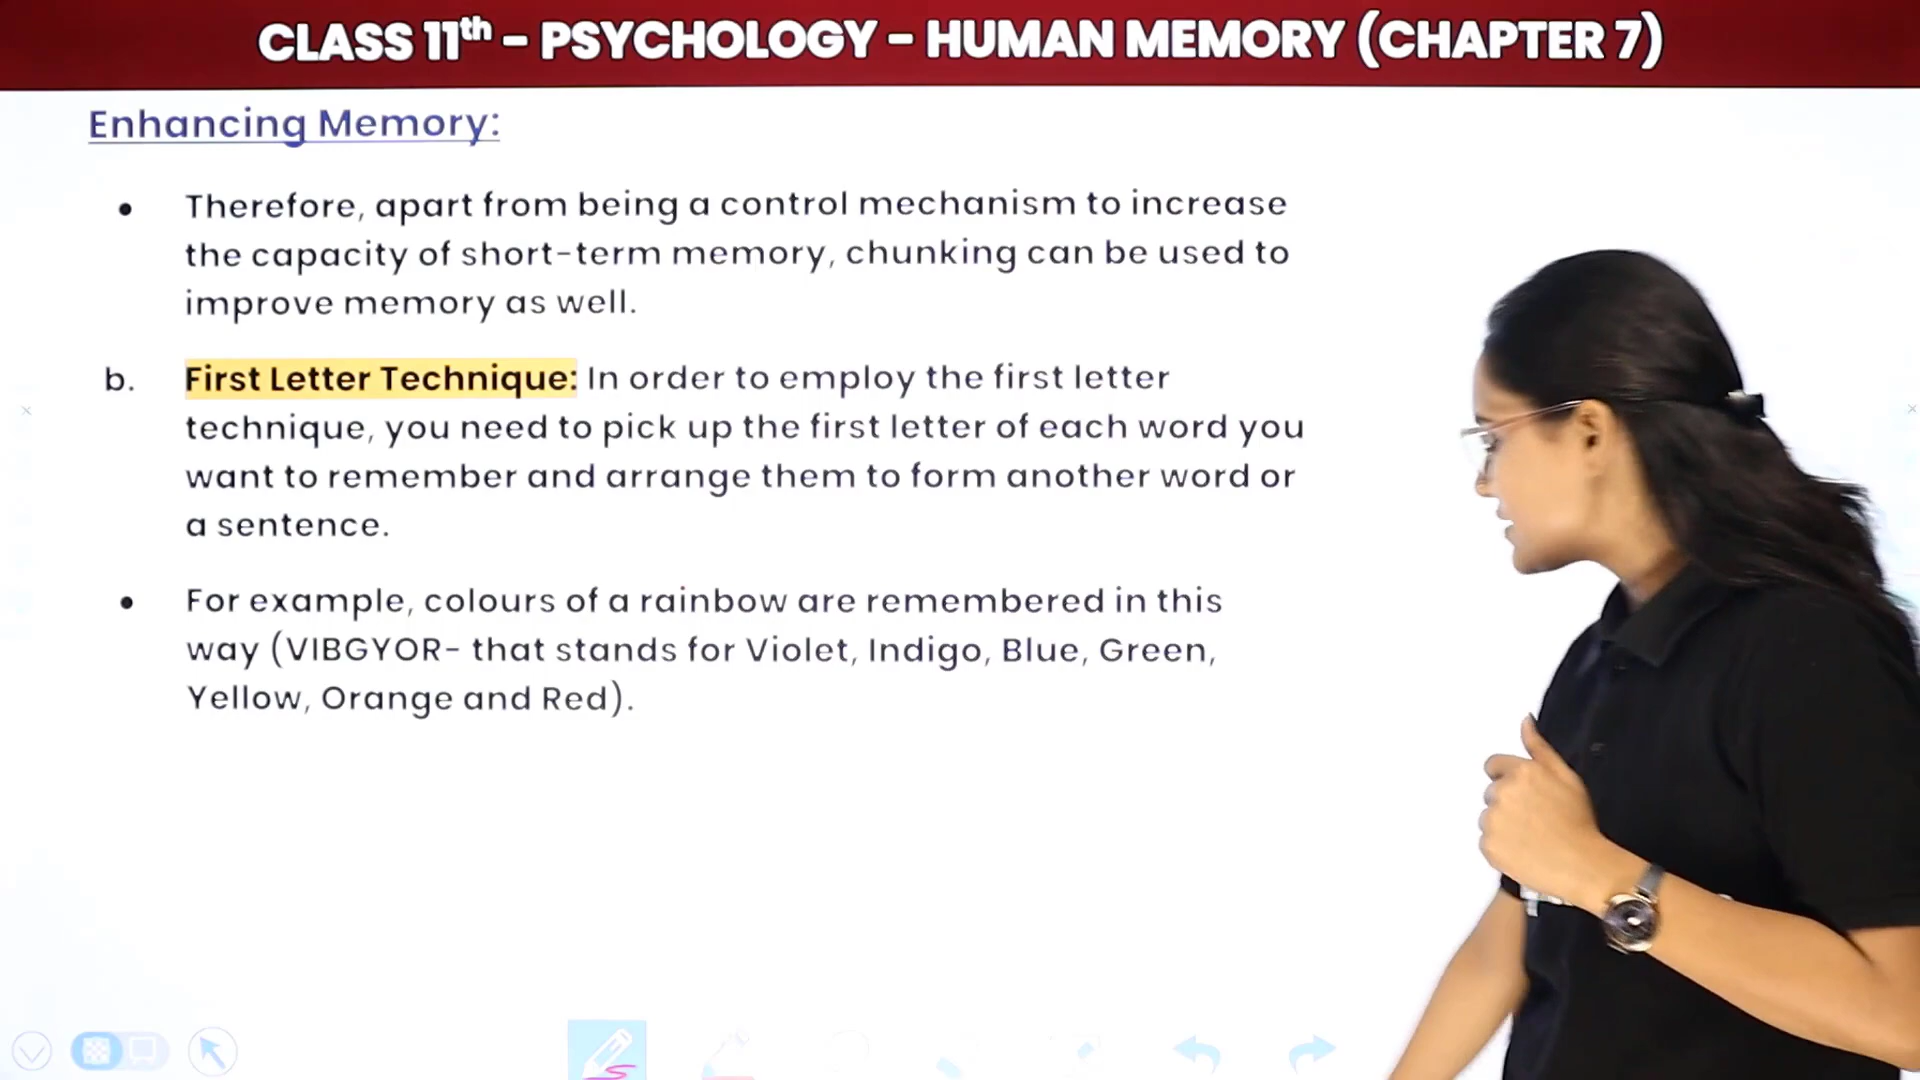 CLASS 11th - PSYCHOLOGY - HUMAN MEMORY (CHAPTER 7)
Enhancing Memory:
• Therefore, apart from being a control mechanism to increase
the capacity of short-term memory, chunking can be used to
improve memory as well.
b. First Letter Technique: In order to employ the first letter
technique, you need to pick up the first letter of each word you
want to remember and arrange them to form another word or
a sentence.
• For example, colours of a rainbow are remembered in this
way (VIBGYOR- that stands for Violet, Indigo, Blue, Green,
Yellow, Orange and Red).